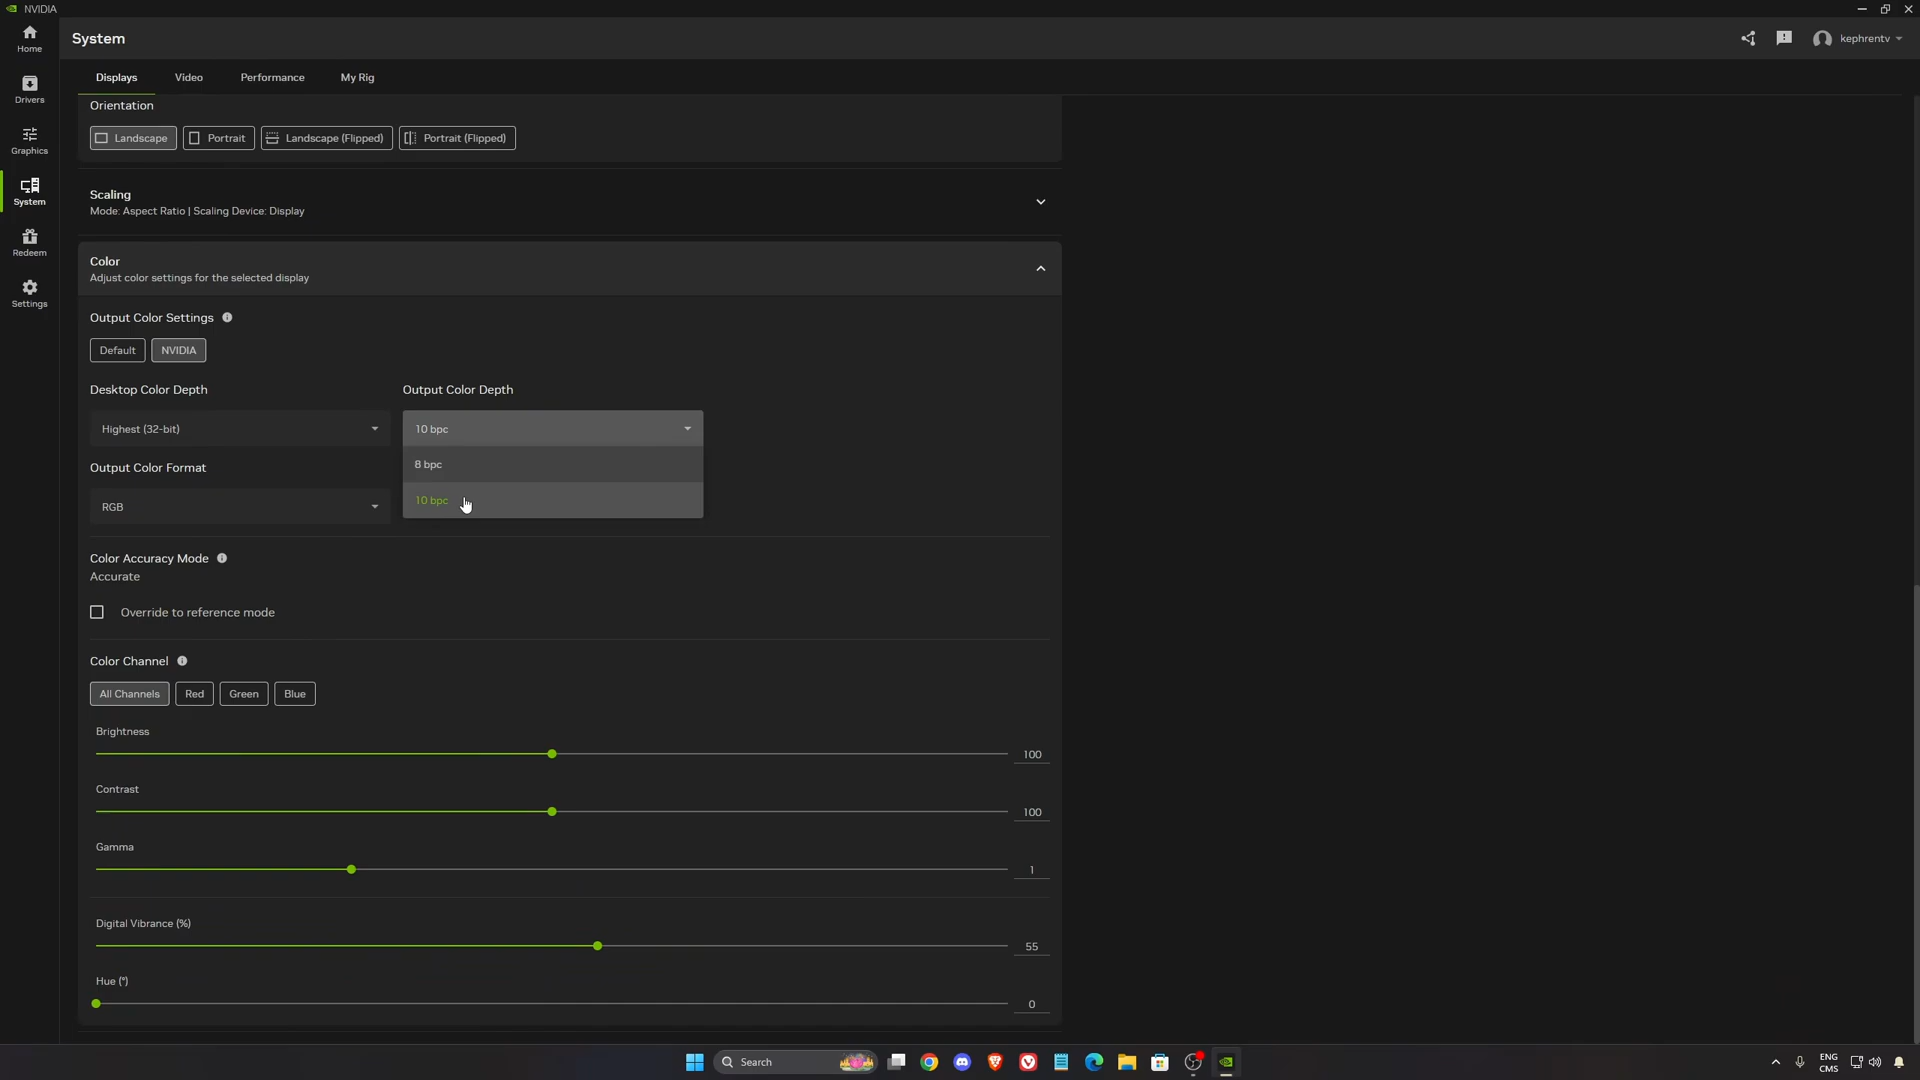 NVIDIA
Home
Drivers
Graphics
System
Redeem
Settings
System
kephrentv
Displays
Video
Performance
My Rig
Orientation
Landscape
Portrait
Landscape (Flipped)
Portrait (Flipped)
Scaling
Mode: Aspect Ratio | Scaling Device: Display
Color
Adjust color settings for the selected display
Output Color Settings
Default
NVIDIA
Desktop Color Depth
Output Color Depth
Highest (32-bit)
10 bpc
8 bpc
10 bpc
Output Color Format
RGB
Color Accuracy Mode
Accurate
Override to reference mode
Color Channel
All Channels
Red
Green
Blue
Brightness
100
Contrast
100
Gamma
1
Digital Vibrance (%)
55
Hue (°)
0
Search
ENG
CMS